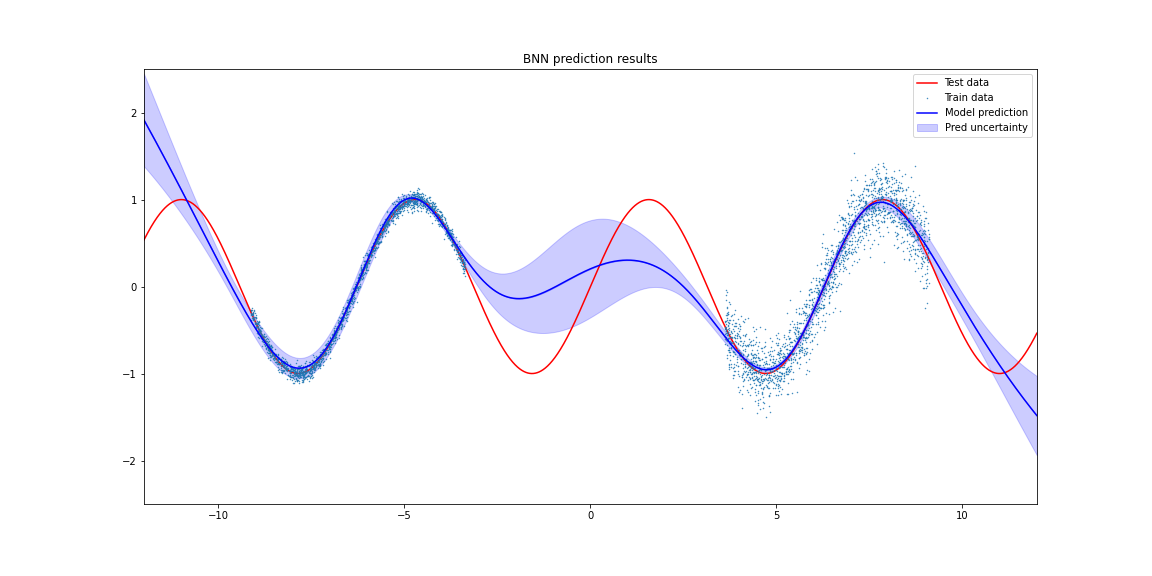 BNN prediction results
Test data
Train data
Model prediction
Pred uncertainty
2
1
0
−1
−2
−10
−5
0
5
10